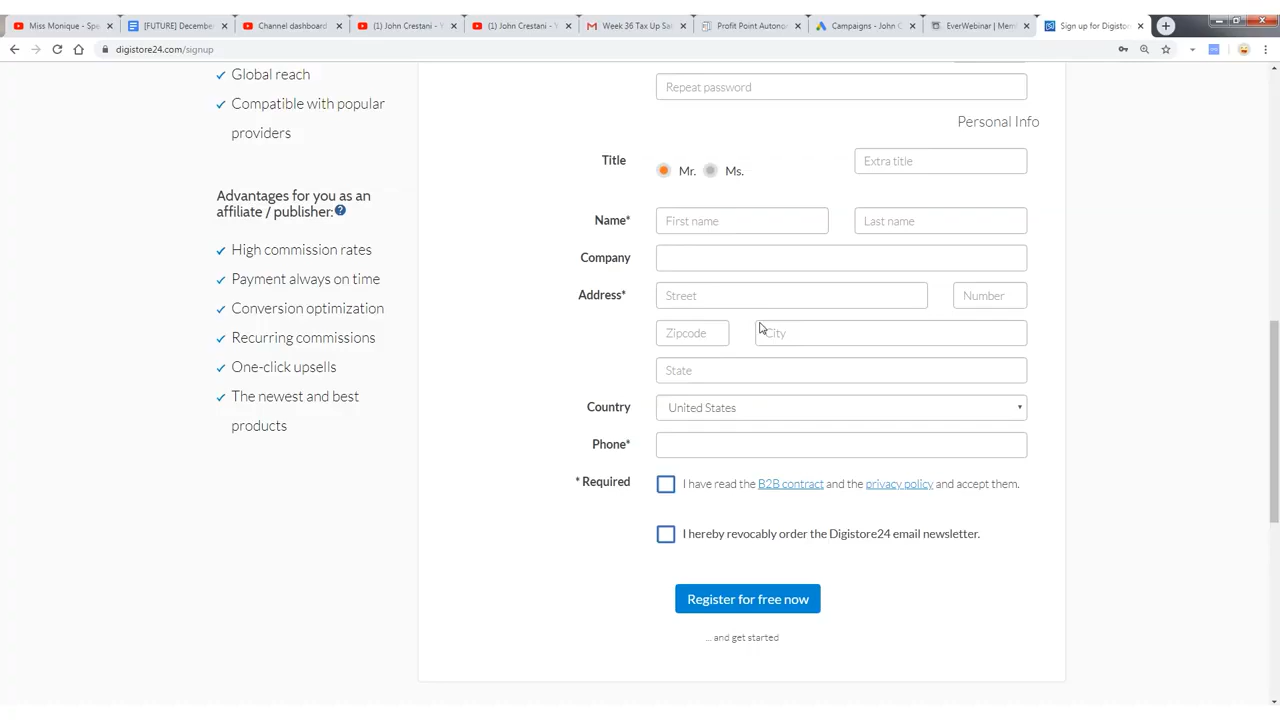 Miss Monique - Spe
[FUTURE] Decembe
Channel dashboard
(1) John Crestani - Y
(1) John Crestani - Y
Week 36 Tax Up Sa
Profit Point Autono
Campaigns - John C
EverWebinar | Mem
Sign up for Digistor
digistore24.com/signup
Global reach
Compatible with popular
providers
Advantages for you as an
affiliate / publisher:
High commission rates
Payment always on time
Conversion optimization
Recurring commissions
One-click upsells
The newest and best
products
Repeat password
Personal Info
Title
Mr.
Ms.
Extra title
Name*
First name
Last name
Company
Address*
Street
Number
Zipcode
City
State
Country
United States
Phone*
* Required
I have read the B2B contract and the privacy policy and accept them.
I hereby revocably order the Digistore24 email newsletter.
Register for free now
... and get started